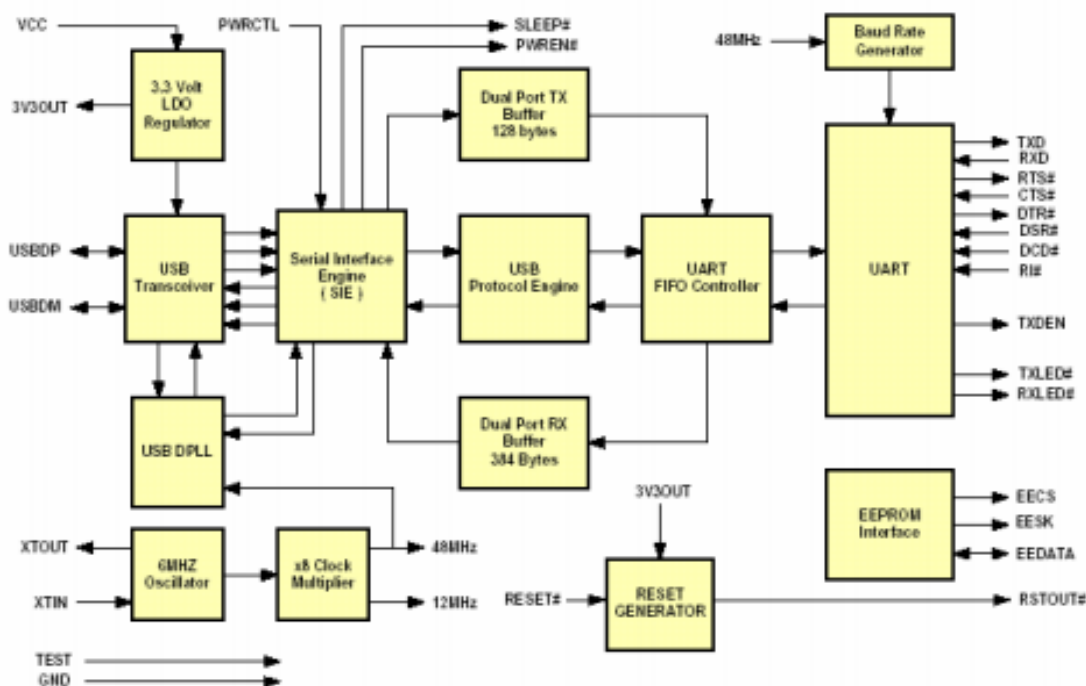 VCC
PWRCTL
SLEEP#
PWREN#
48MHz
Baud Rate
Generator
3.3 Volt
LDO
Regulator
3V3OUT
Dual Port TX
Buffer
128 bytes
TXD
RXD
RTS#
CTS#
DTR#
DSR#
DCD#
RI#
TXDEN
TXLED#
RXLED#
USBDP
USBDM
USB
Transceiver
Serial Interface
Engine
( SIE )
USB
Protocol Engine
UART
FIFO Controller
UART
USB DPLL
Dual Port RX
Buffer
384 Bytes
3V3OUT
EEPROM
Interface
EECS
EESK
EEDATA
XTOUT
XTIN
6MHZ
Oscillator
x8 Clock
Multiplier
48MHz
12MHz
RESET#
RESET
GENERATOR
RSTOUT#
TEST
GND